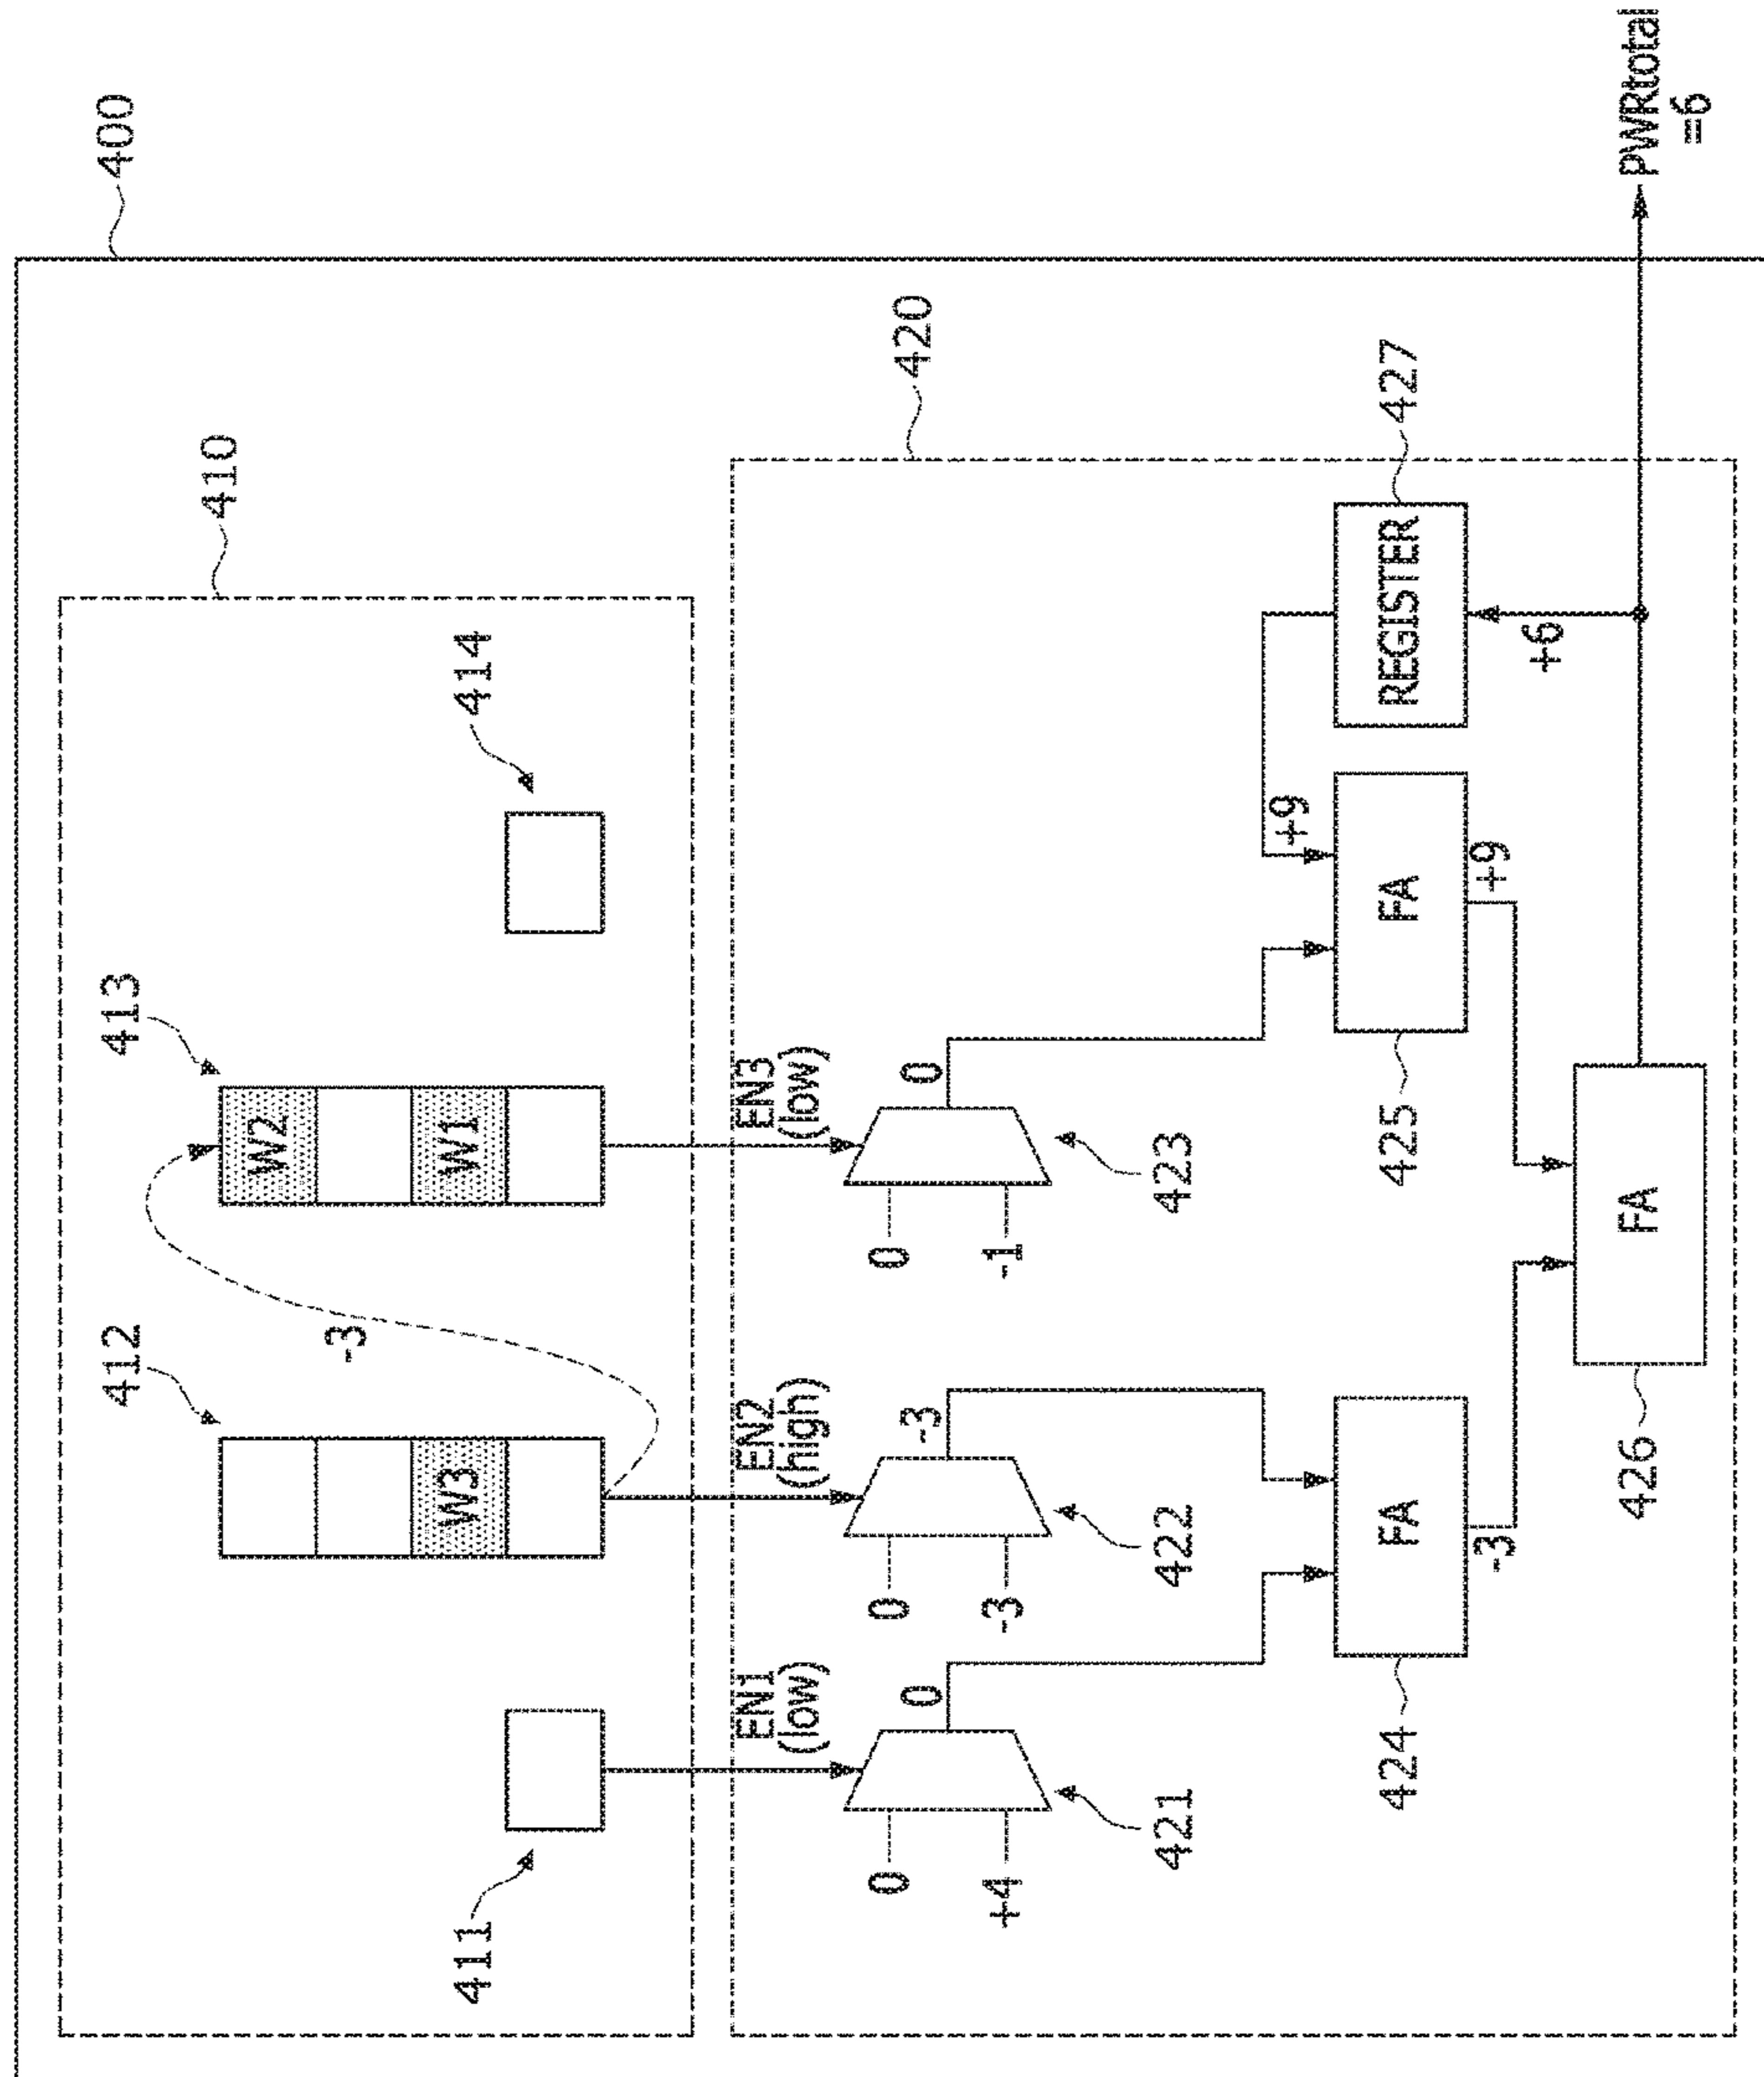 400
410
413
412
414
411
W2
W1
W3
-3
EN1
(low)
EN2
(high)
EN3
(low)
420
0
+4
0
421
0
-3
-3
422
0
-1
0
423
+9
FA
424
-3
FA
425
+9
REGISTER
427
+6
FA
426
PWRtotal
=6